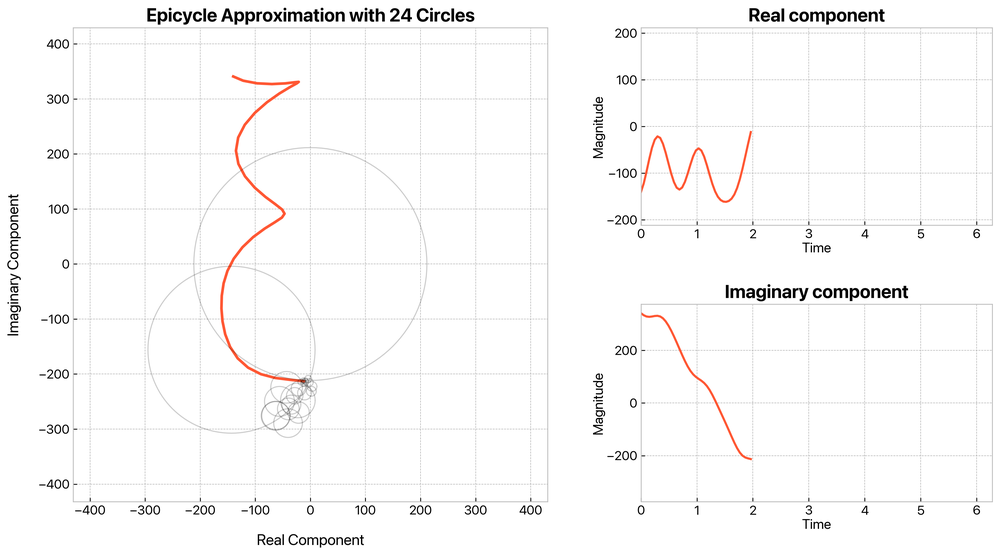 Epicycle Approximation with 24 Circles
400
300
200
100
0
−100
−200
−300
−400
−400 −300 −200 −100 0 100 200 300 400
Imaginary Component
Real Component
Real component
200
100
0
−100
−200
0 1 2 3 4 5 6
Magnitude
Time
Imaginary component
200
0
−200
0 1 2 3 4 5 6
Magnitude
Time